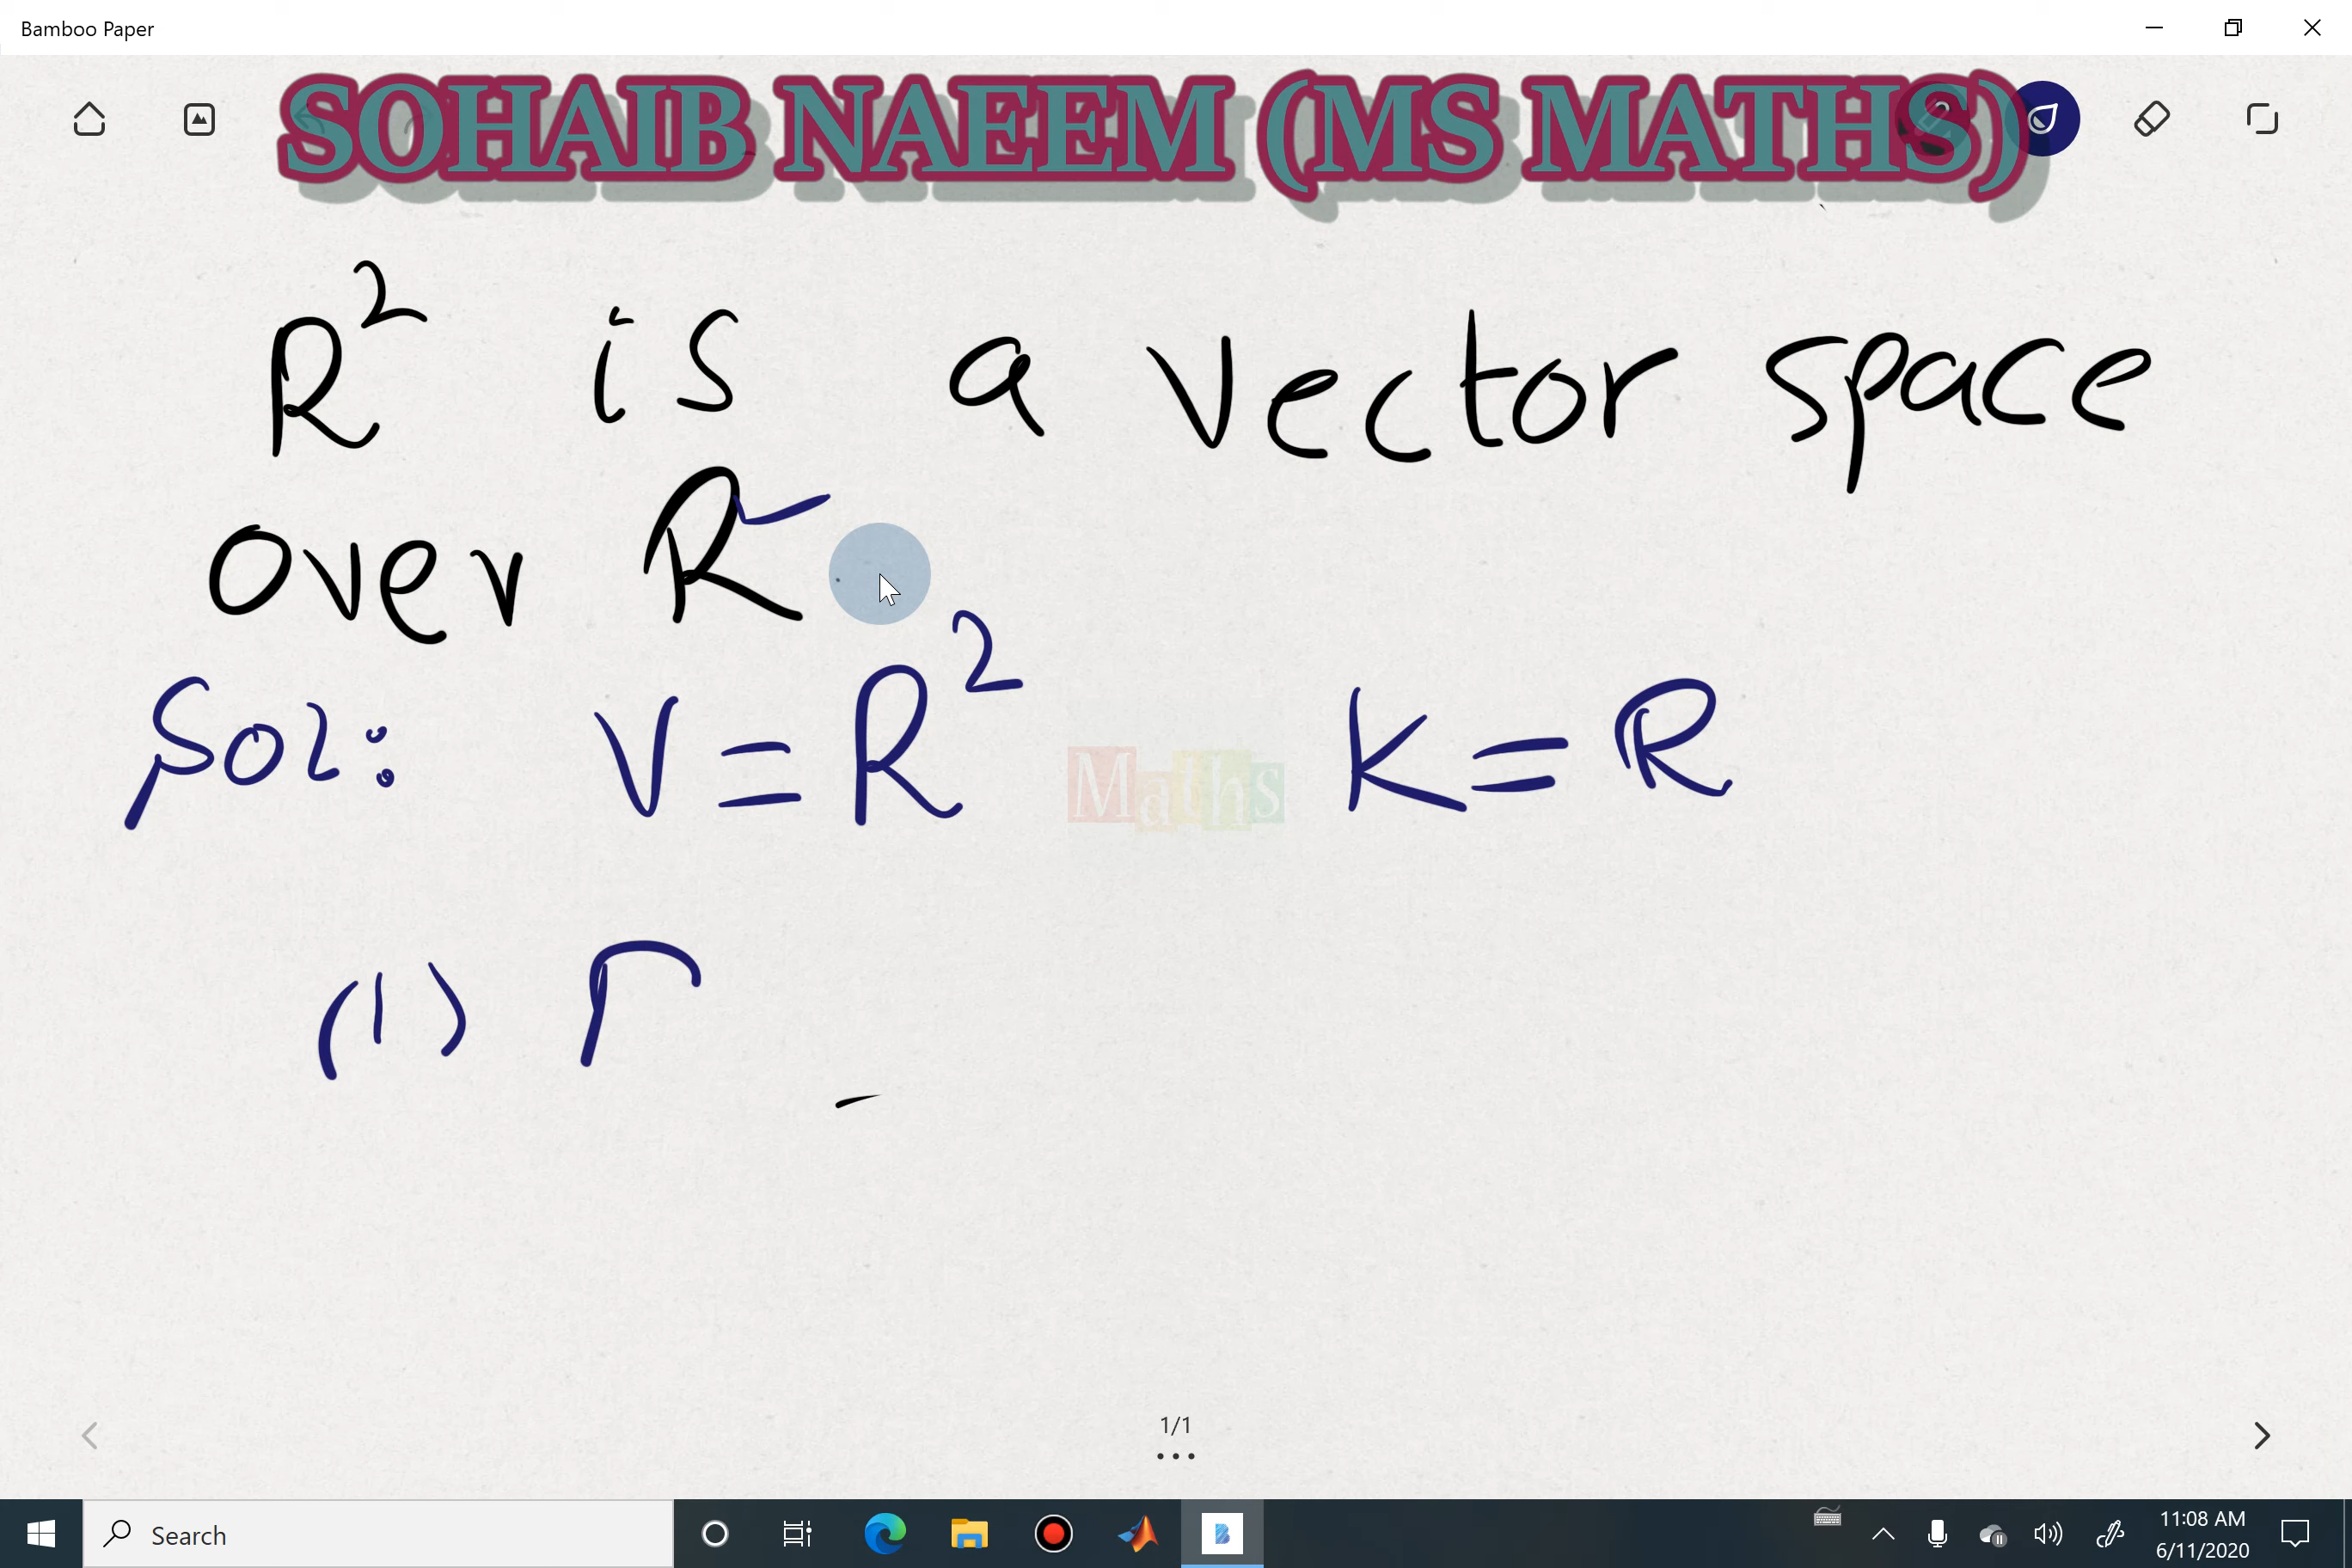 Bamboo Paper
SOHAIB NAEEM (MS MATHS)
R² is a vector space
over R
Sol: V = R² K = R
Maths
(1)
1/1
Search
11:08 AM
6/11/2020